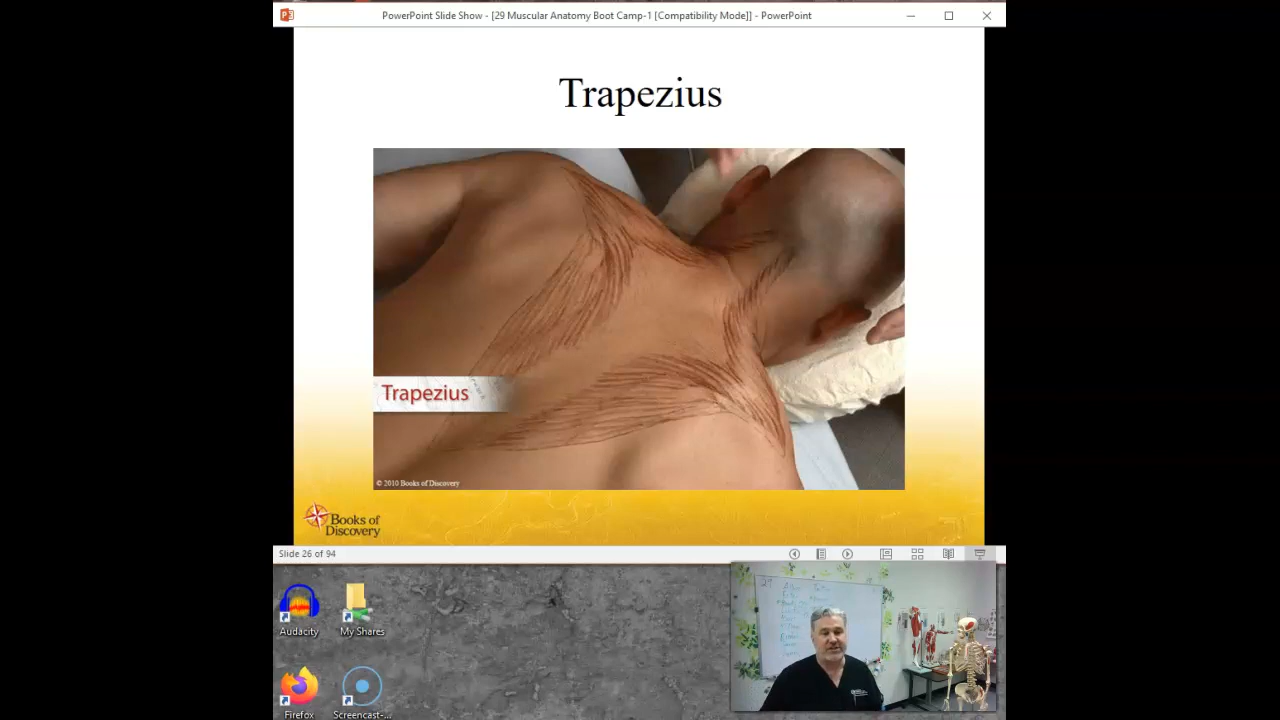 PowerPoint Slide Show - [29 Muscular Anatomy Boot Camp-1 [Compatibility Mode]] - PowerPoint
Trapezius
Trapezius
© 2010 Books of Discovery
Books of
Discovery
Slide 26 of 94
Audacity
My Shares
Firefox
Screencast-...